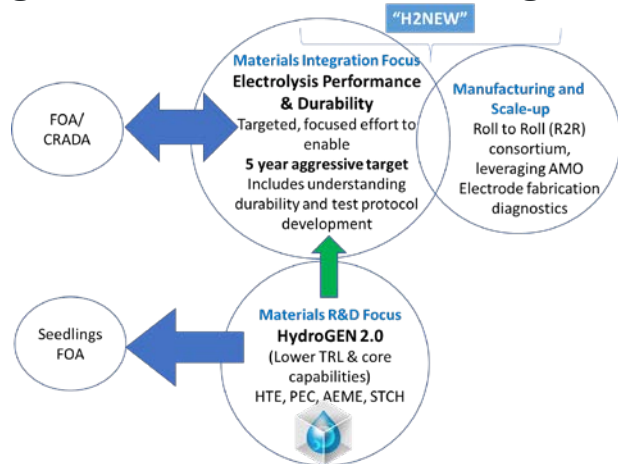 “H2NEW”
Materials Integration Focus
Electrolysis Performance
& Durability
Targeted, focused effort to
enable
5 year aggressive target
Includes understanding
durability and test protocol
development
Manufacturing and
Scale-up
Roll to Roll (R2R)
consortium,
leveraging AMO
Electrode fabrication
diagnostics
FOA/
CRADA
Materials R&D Focus
HydroGEN 2.0
(Lower TRL & core
capabilities)
HTE, PEC, AEME, STCH
Seedlings
FOA